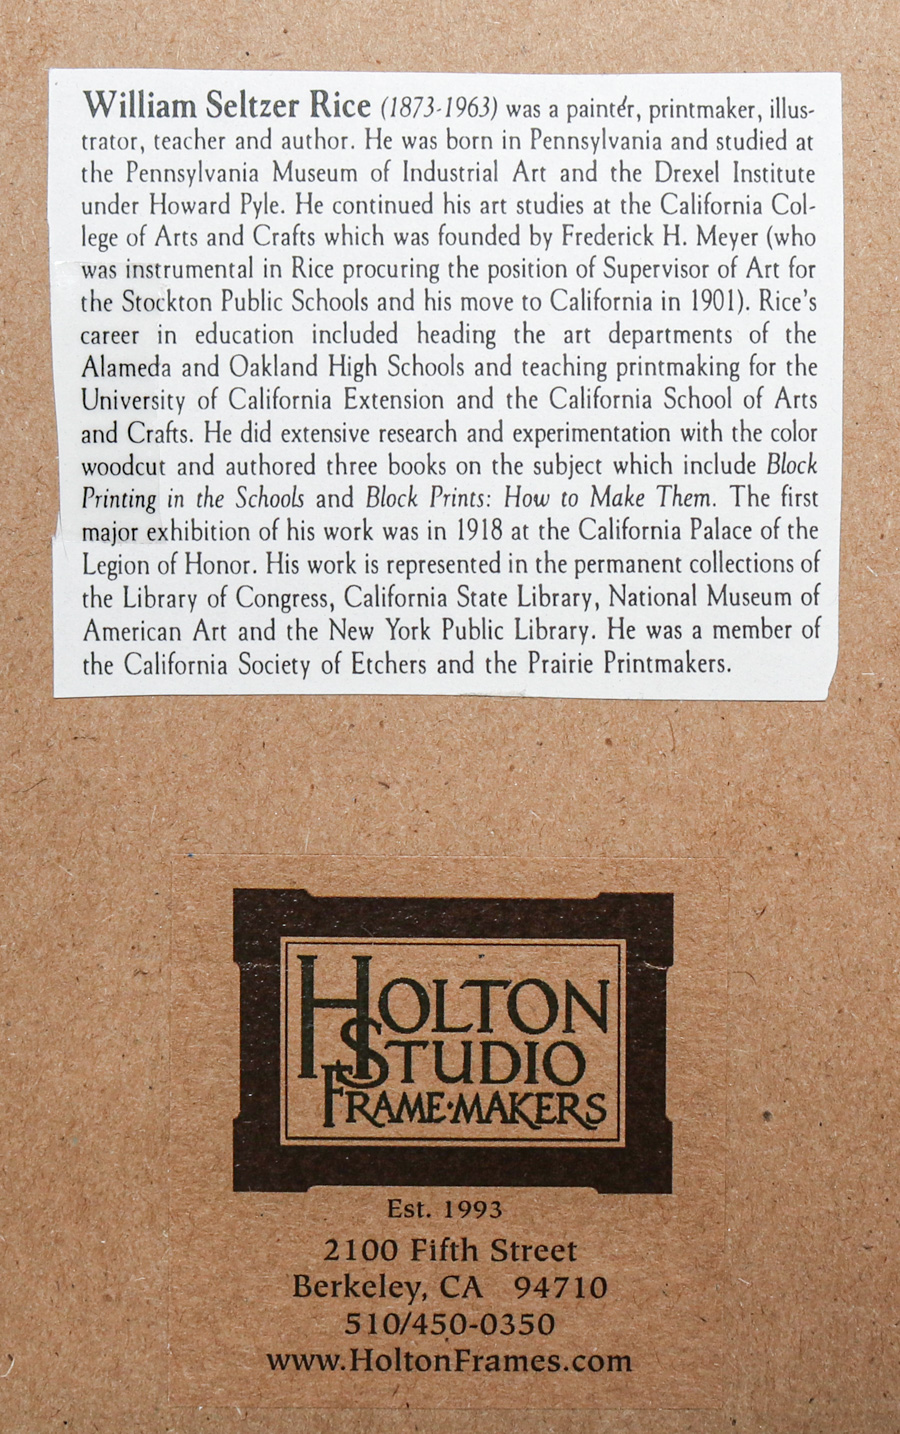 William Seltzer Rice (1873-1963) was a painter, printmaker, illus-
trator, teacher and author. He was born in Pennsylvania and studied at
the Pennsylvania Museum of Industrial Art and the Drexel Institute
under Howard Pyle. He continued his art studies at the California Col-
lege of Arts and Crafts which was founded by Frederick H. Meyer (who
was instrumental in Rice procuring the position of Supervisor of Art for
the Stockton Public Schools and his move to California in 1901). Rice's
career in education included heading the art departments of the
Alameda and Oakland High Schools and teaching printmaking for the
University of California Extension and the California School of Arts
and Crafts. He did extensive research and experimentation with the color
woodcut and authored three books on the subject which include Block
Printing in the Schools and Block Prints: How to Make Them. The first
major exhibition of his work was in 1918 at the California Palace of the
Legion of Honor. His work is represented in the permanent collections of
the Library of Congress, California State Library, National Museum of
American Art and the New York Public Library. He was a member of
the California Society of Etchers and the Prairie Printmakers.
HOLTON
STUDIO
FRAME·MAKERS
Est. 1993
2100 Fifth Street
Berkeley, CA 94710
510/450-0350
www.HoltonFrames.com